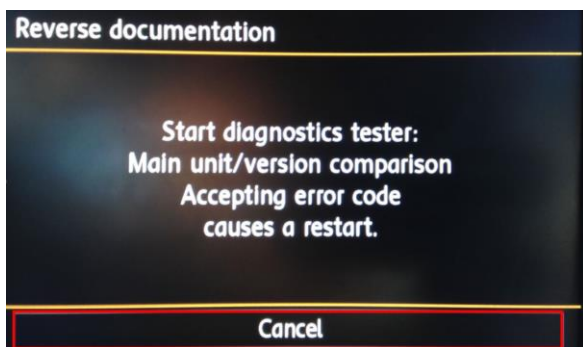 Reverse documentation
Start diagnostics tester:
Main unit/version comparison
Accepting error code
causes a restart.
Cancel